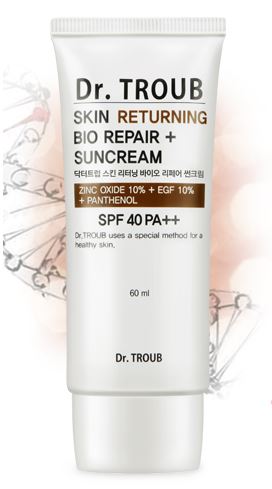 Dr. TROUB
SKIN RETURNING
BIO REPAIR +
SUNCREAM
닥터트럽 스킨 리터닝 바이오 리페어 썬크림
ZINC OXIDE 10% + EGF 10%
+ PANTHENOL
SPF 40 PA++
Dr.TROUB uses a special method for a
healthy skin.
60 ml
Dr. TROUB